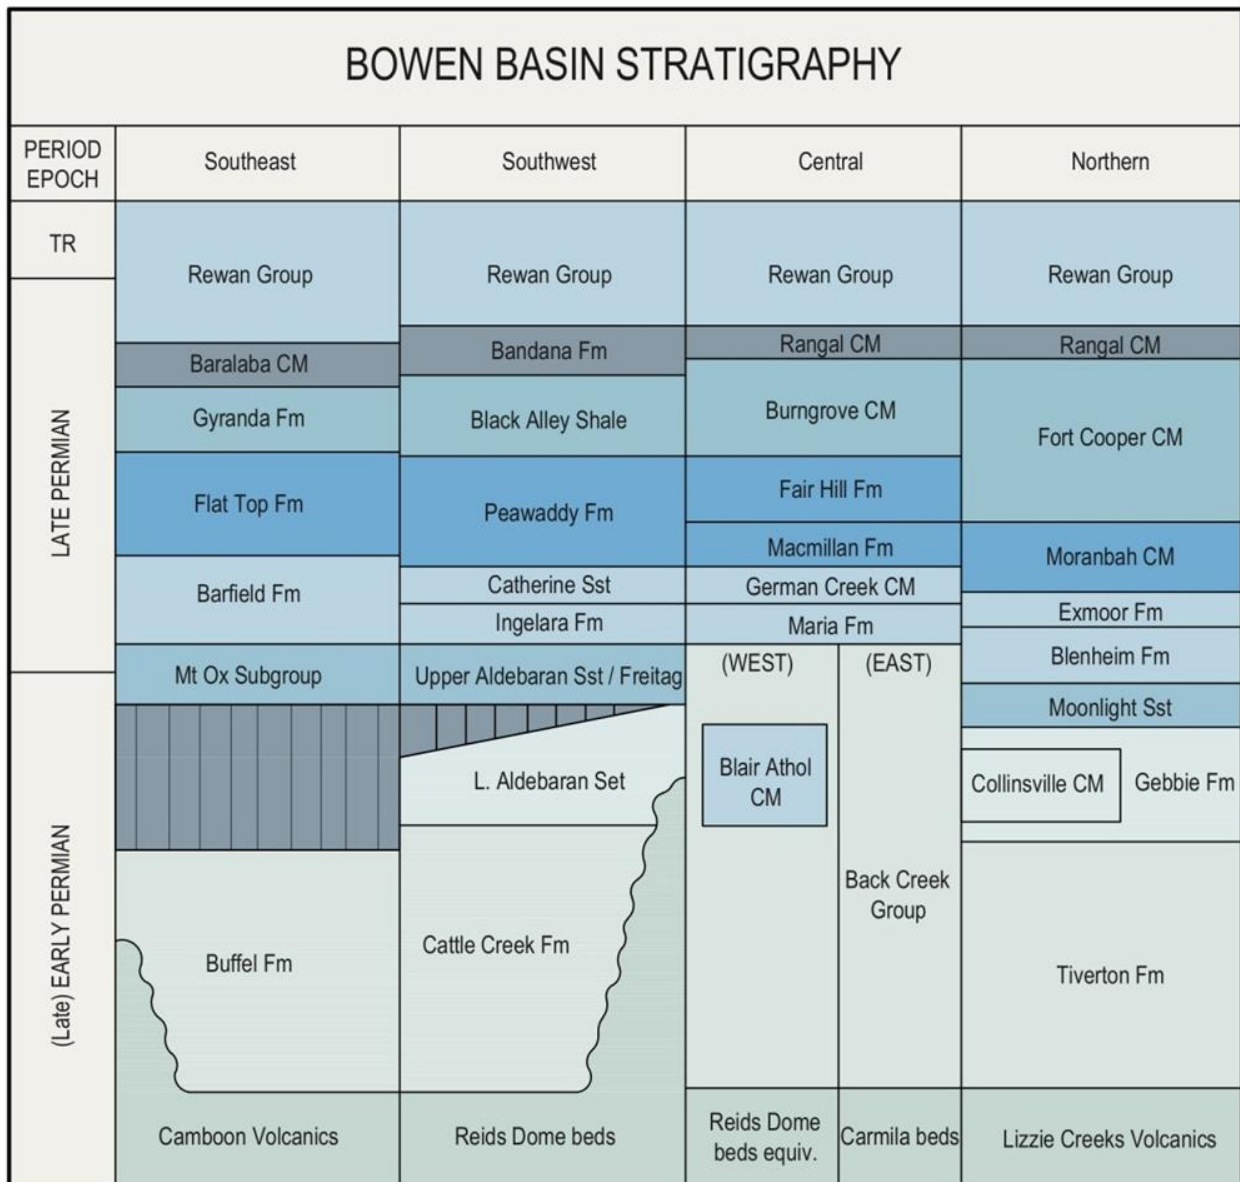 BOWEN BASIN STRATIGRAPHY
PERIOD
EPOCH
Southeast
Southwest
Central
Northern
TR
LATE PERMIAN
(Late) EARLY PERMIAN
Rewan Group
Baralaba CM
Gyranda Fm
Flat Top Fm
Barfield Fm
Mt Ox Subgroup
Buffel Fm
Camboon Volcanics
Rewan Group
Bandana Fm
Black Alley Shale
Peawaddy Fm
Catherine Sst
Ingelara Fm
Upper Aldebaran Sst / Freitag
L. Aldebaran Set
Cattle Creek Fm
Reids Dome beds
Rewan Group
Rangal CM
Burngrove CM
Fair Hill Fm
Macmillan Fm
German Creek CM
Maria Fm
(WEST)
Blair Athol
CM
Reids Dome
beds equiv.
(EAST)
Back Creek
Group
Carmila beds
Rewan Group
Rangal CM
Fort Cooper CM
Moranbah CM
Exmoor Fm
Blenheim Fm
Moonlight Sst
Collinsville CM
Gebbie Fm
Tiverton Fm
Lizzie Creeks Volcanics